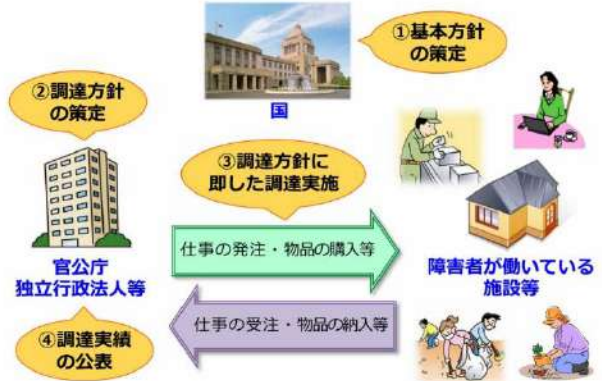 ①基本方針
の策定
国
②調達方針
の策定
③調達方針に
即した調達実施
官公庁
独立行政法人等
仕事の発注・物品の購入等
障害者が働いている
施設等
仕事の受注・物品の納入等
④調達実績
の公表